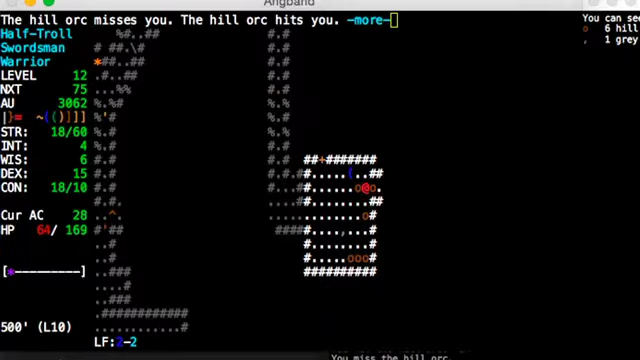 Angband
The hill orc misses you. The hill orc hits you. -more-
You can see
o 6 hill
, 1 grey
Half-Troll
Swordsman
Warrior
LEVEL 12
NXT 75
AU 3062
|}= ~(()]]]
STR: 18/60
INT: 4
WIS: 6
DEX: 15
CON: 18/10
Cur AC 28
HP 64/ 169
[*---------]
500' (L10)
LF:2-2
You miss the hill orc.